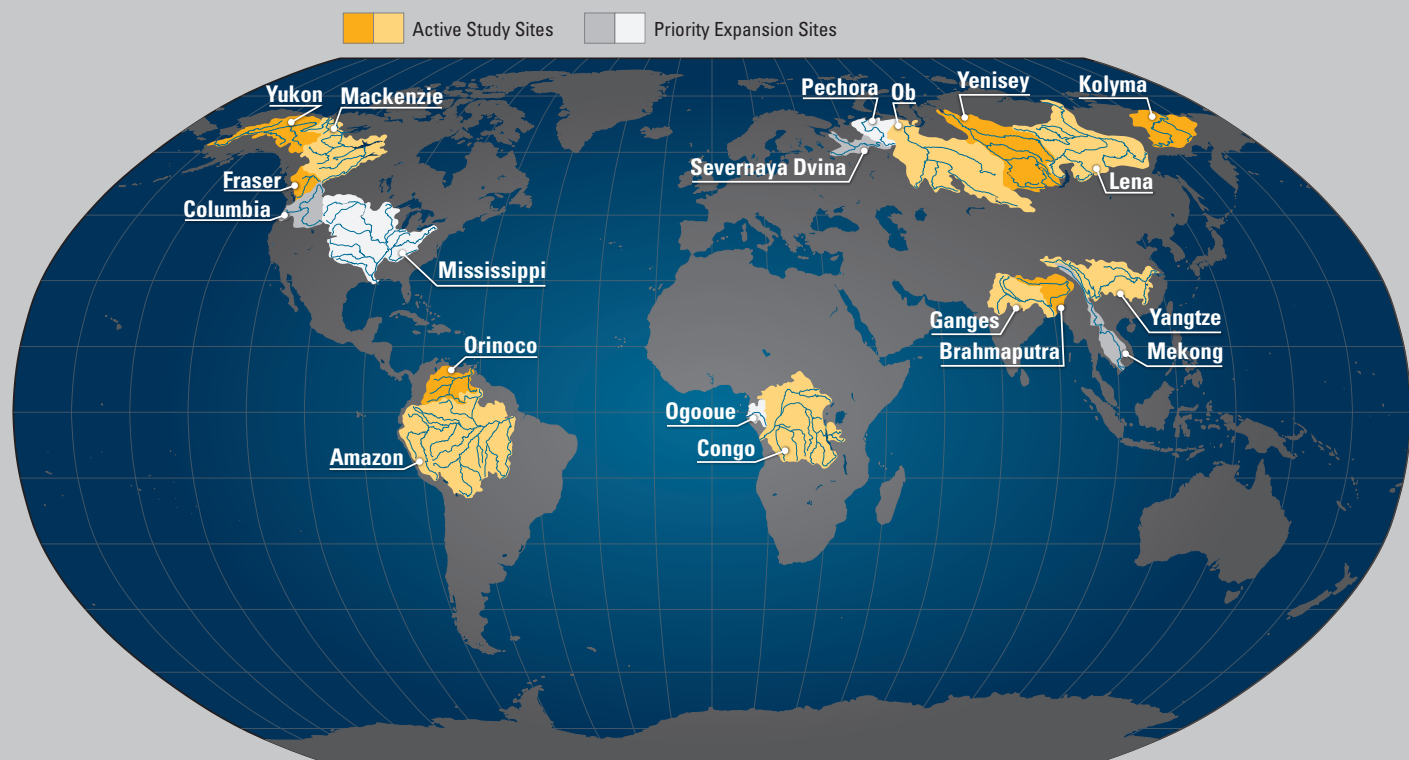 Active Study Sites
Priority Expansion Sites
Yukon
Mackenzie
Pechora
Ob
Yenisey
Kolyma
Severnaya Dvina
Lena
Fraser
Columbia
Mississippi
Ganges
Yangtze
Brahmaputra
Mekong
Orinoco
Ogooue
Congo
Amazon